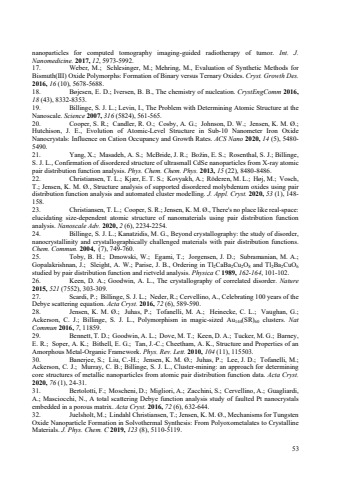 nanoparticles for computed tomography imaging-guided radiotherapy of tumor. Int. J.
Nanomedicine. 2017, 12, 5973-5992.
17. Weber, M.; Schlesinger, M.; Mehring, M., Evaluation of Synthetic Methods for
Bismuth(III) Oxide Polymorphs: Formation of Binary versus Ternary Oxides. Cryst. Growth Des.
2016, 16 (10), 5678-5688.
18. Bøjesen, E. D.; Iversen, B. B., The chemistry of nucleation. CrystEngComm 2016,
18 (43), 8332-8353.
19. Billinge, S. J. L.; Levin, I., The Problem with Determining Atomic Structure at the
Nanoscale. Science 2007, 316 (5824), 561-565.
20. Cooper, S. R.; Candler, R. O.; Cosby, A. G.; Johnson, D. W.; Jensen, K. M. Ø.;
Hutchison, J. E., Evolution of Atomic-Level Structure in Sub-10 Nanometer Iron Oxide
Nanocrystals: Influence on Cation Occupancy and Growth Rates. ACS Nano 2020, 14 (5), 5480-
5490.
21. Yang, X.; Masadeh, A. S.; McBride, J. R.; Božin, E. S.; Rosenthal, S. J.; Billinge,
S. J. L., Confirmation of disordered structure of ultrasmall CdSe nanoparticles from X-ray atomic
pair distribution function analysis. Phys. Chem. Chem. Phys. 2013, 15 (22), 8480-8486.
22. Christiansen, T. L.; Kjær, E. T. S.; Kovyakh, A.; Röderen, M. L.; Høj, M.; Vosch,
T.; Jensen, K. M. Ø., Structure analysis of supported disordered molybdenum oxides using pair
distribution function analysis and automated cluster modelling. J. Appl. Cryst. 2020, 53 (1), 148-
158.
23. Christiansen, T. L.; Cooper, S. R.; Jensen, K. M. Ø., There's no place like real-space:
elucidating size-dependent atomic structure of nanomaterials using pair distribution function
analysis. Nanoscale Adv. 2020, 2 (6), 2234-2254.
24. Billinge, S. J. L.; Kanatzidis, M. G., Beyond crystallography: the study of disorder,
nanocrystallinity and crystallographically challenged materials with pair distribution functions.
Chem. Commun. 2004, (7), 749-760.
25. Toby, B. H.; Dmowski, W.; Egami, T.; Jorgensen, J. D.; Subramanian, M. A.;
Gopalakrishnan, J.; Sleight, A. W.; Parise, J. B., Ordering in Tl₂CaBa₂Cu₂O₈ and Tl₂Ba₂CuO₆
studied by pair distribution function and rietveld analysis. Physica C 1989, 162-164, 101-102.
26. Keen, D. A.; Goodwin, A. L., The crystallography of correlated disorder. Nature
2015, 521 (7552), 303-309.
27. Scardi, P.; Billinge, S. J. L.; Neder, R.; Cervellino, A., Celebrating 100 years of the
Debye scattering equation. Acta Cryst. 2016, 72 (6), 589-590.
28. Jensen, K. M. Ø.; Juhas, P.; Tofanelli, M. A.; Heinecke, C. L.; Vaughan, G.;
Ackerson, C. J.; Billinge, S. J. L., Polymorphism in magic-sized Au₁₄₄(SR)₆₀ clusters. Nat
Commun 2016, 7, 11859.
29. Bennett, T. D.; Goodwin, A. L.; Dove, M. T.; Keen, D. A.; Tucker, M. G.; Barney,
E. R.; Soper, A. K.; Bithell, E. G.; Tan, J.-C.; Cheetham, A. K., Structure and Properties of an
Amorphous Metal-Organic Framework. Phys. Rev. Lett. 2010, 104 (11), 115503.
30. Banerjee, S.; Liu, C.-H.; Jensen, K. M. Ø.; Juhas, P.; Lee, J. D.; Tofanelli, M.;
Ackerson, C. J.; Murray, C. B.; Billinge, S. J. L., Cluster-mining: an approach for determining
core structures of metallic nanoparticles from atomic pair distribution function data. Acta Cryst.
2020, 76 (1), 24-31.
31. Bertolotti, F.; Moscheni, D.; Migliori, A.; Zacchini, S.; Cervellino, A.; Guagliardi,
A.; Masciocchi, N., A total scattering Debye function analysis study of faulted Pt nanocrystals
embedded in a porous matrix. Acta Cryst. 2016, 72 (6), 632-644.
32. Juelsholt, M.; Lindahl Christiansen, T.; Jensen, K. M. Ø., Mechanisms for Tungsten
Oxide Nanoparticle Formation in Solvothermal Synthesis: From Polyoxometalates to Crystalline
Materials. J. Phys. Chem. C 2019, 123 (8), 5110-5119.
53